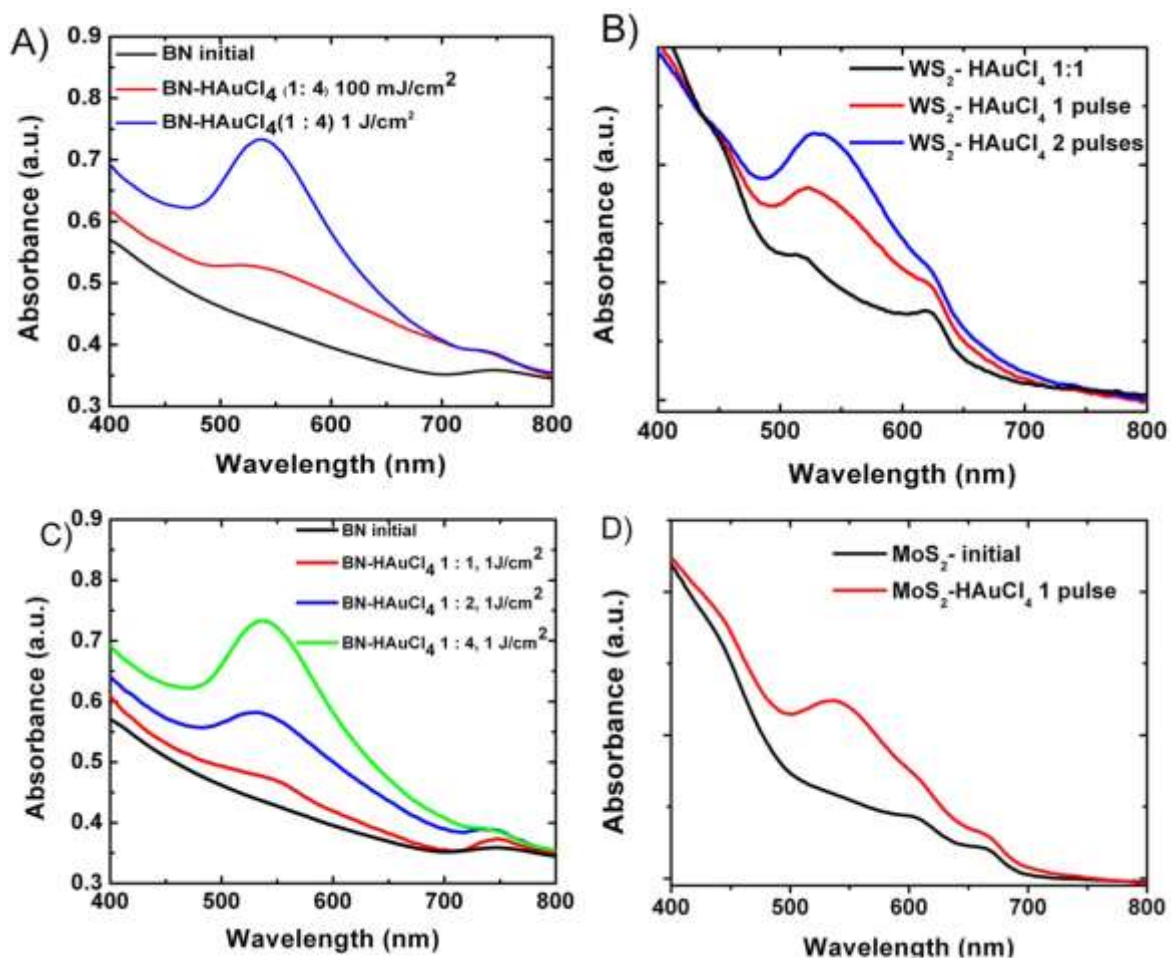 A)
BN initial
BN-HAuCl₄ (1: 4) 100 mJ/cm²
BN-HAuCl₄(1 : 4) 1 J/cm²
Absorbance (a.u.)
0.9
0.8
0.7
0.6
0.5
0.4
0.3
400 500 600 700 800
Wavelength (nm)
B)
WS₂- HAuCl₄ 1:1
WS₂- HAuCl₄ 1 pulse
WS₂- HAuCl₄ 2 pulses
Absorbance (a.u.)
400 500 600 700 800
Wavelength (nm)
C)
BN initial
BN-HAuCl₄ 1 : 1, 1J/cm²
BN-HAuCl₄ 1 : 2, 1J/cm²
BN-HAuCl₄ 1 : 4, 1 J/cm²
Absorbance (a.u.)
0.9
0.8
0.7
0.6
0.5
0.4
0.3
400 500 600 700 800
Wavelength (nm)
D)
MoS₂- initial
MoS₂-HAuCl₄ 1 pulse
Absorbance (a.u.)
400 500 600 700 800
Wavelength (nm)